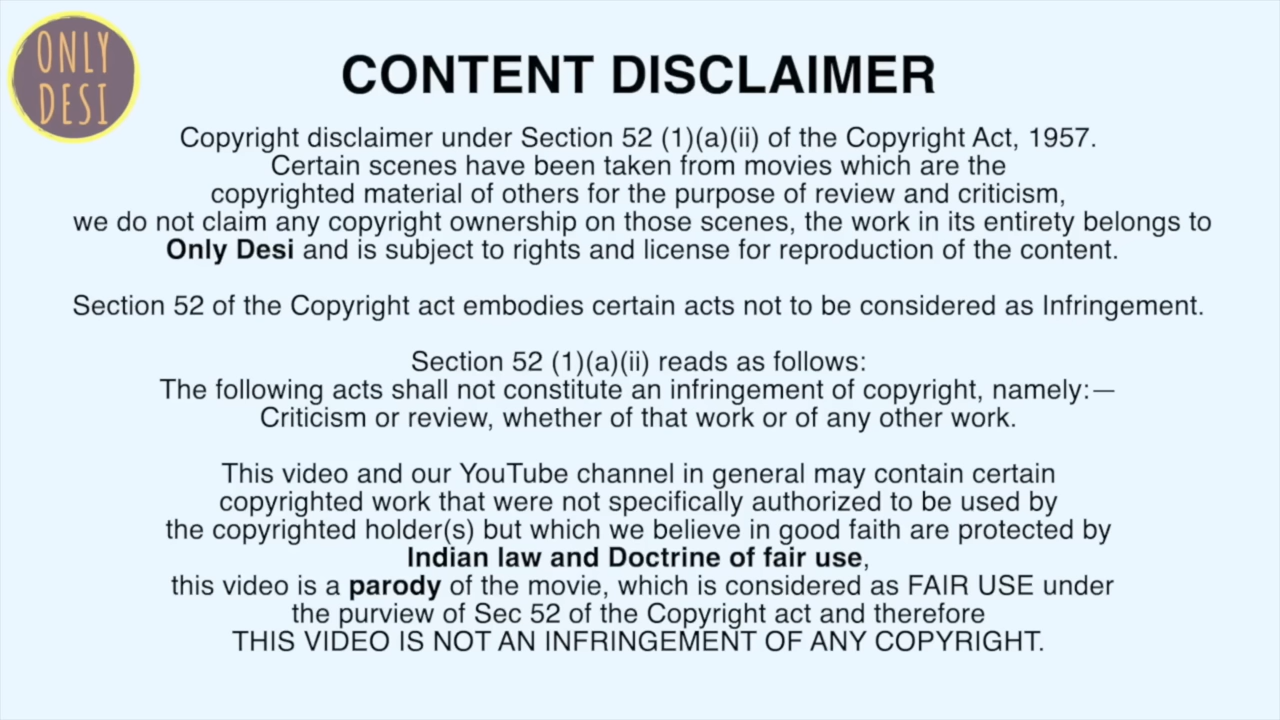 ONLY
DESI
CONTENT DISCLAIMER
Copyright disclaimer under Section 52 (1)(a)(ii) of the Copyright Act, 1957.
Certain scenes have been taken from movies which are the
copyrighted material of others for the purpose of review and criticism,
we do not claim any copyright ownership on those scenes, the work in its entirety belongs to
Only Desi and is subject to rights and license for reproduction of the content.
Section 52 of the Copyright act embodies certain acts not to be considered as Infringement.
Section 52 (1)(a)(ii) reads as follows:
The following acts shall not constitute an infringement of copyright, namely:—
Criticism or review, whether of that work or of any other work.
This video and our YouTube channel in general may contain certain
copyrighted work that were not specifically authorized to be used by
the copyrighted holder(s) but which we believe in good faith are protected by
Indian law and Doctrine of fair use,
this video is a parody of the movie, which is considered as FAIR USE under
the purview of Sec 52 of the Copyright act and therefore
THIS VIDEO IS NOT AN INFRINGEMENT OF ANY COPYRIGHT.